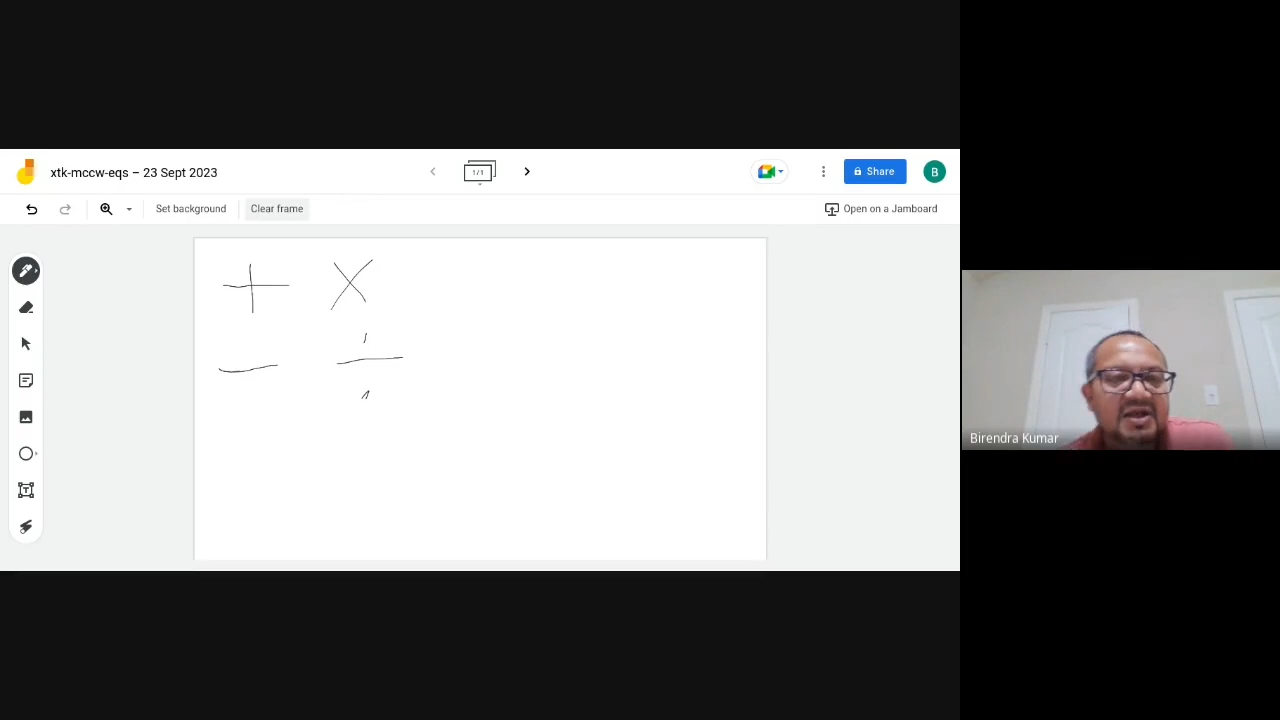 xtk-mccw-eqs – 23 Sept 2023
1/1
Share
B
Set background
Clear frame
Open on a Jamboard
+ X
− ÷
Birendra Kumar